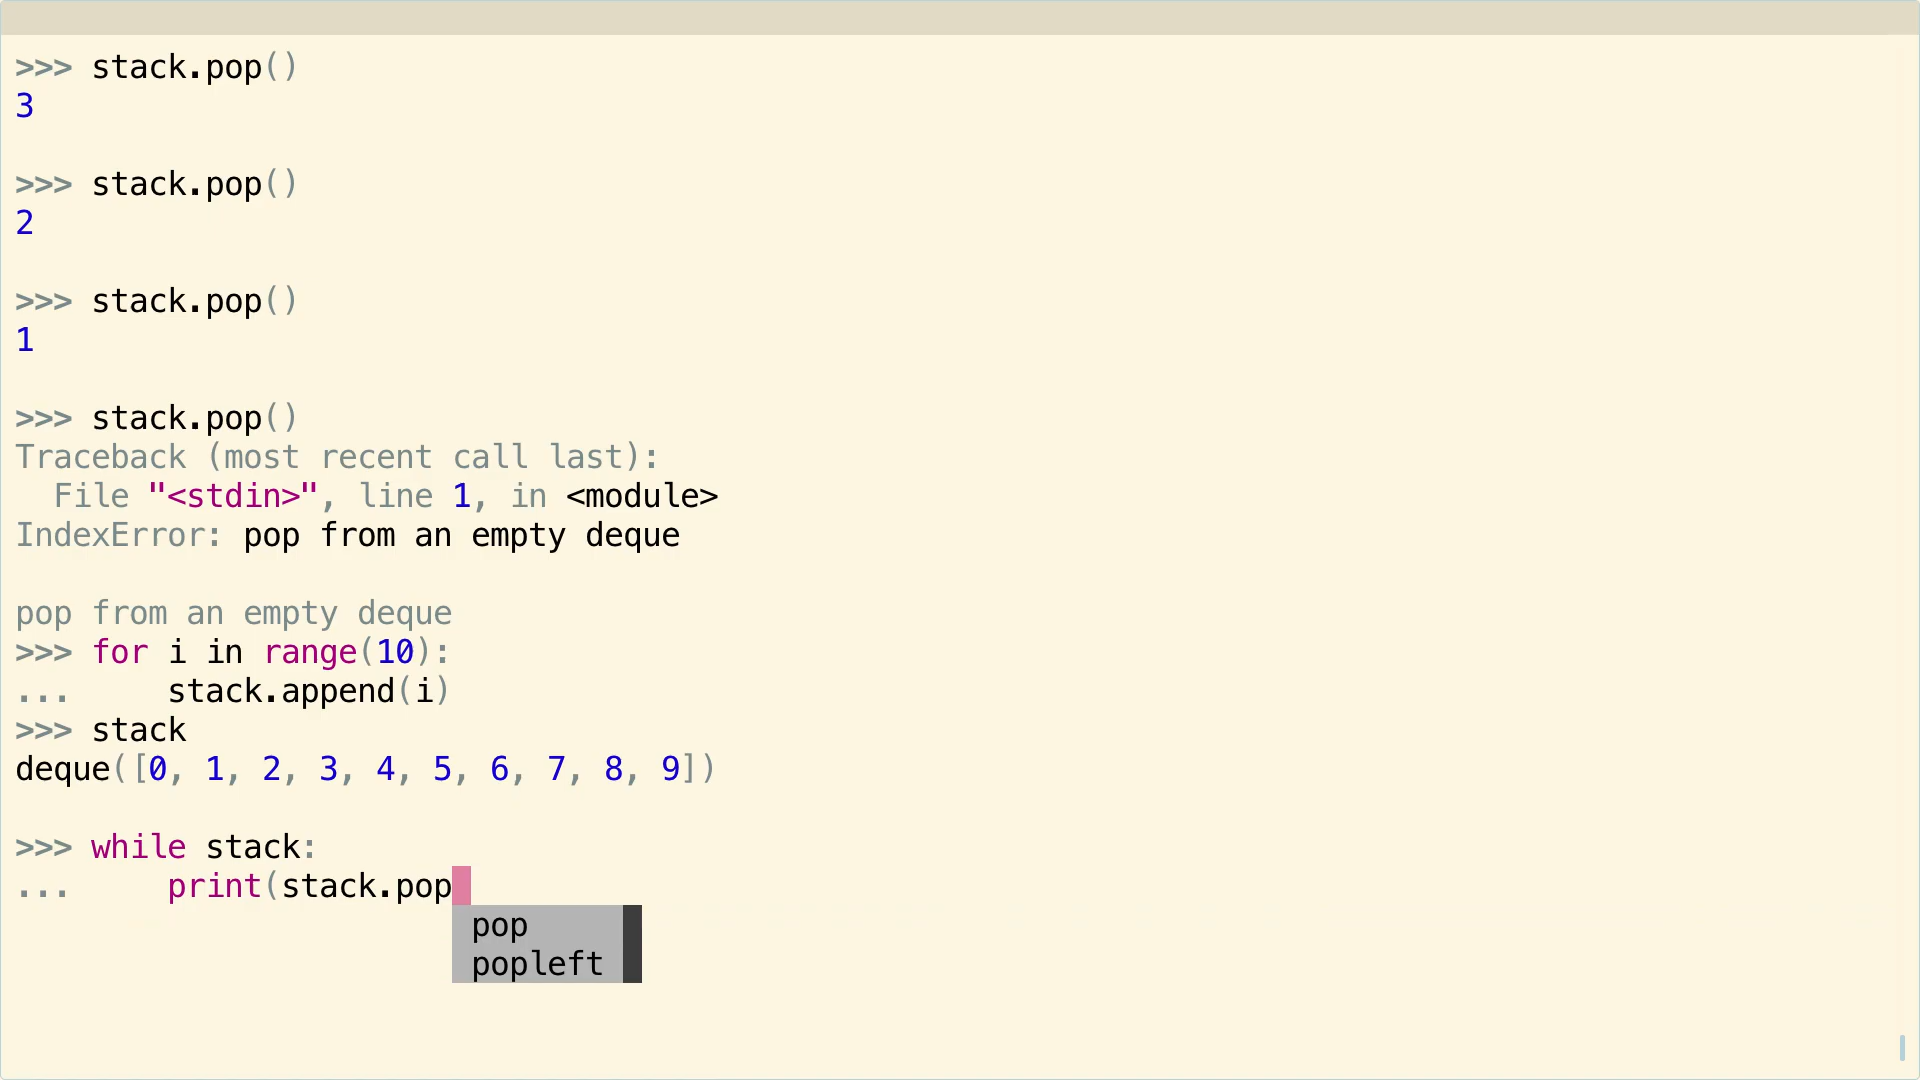 >>> stack.pop()
3
>>> stack.pop()
2
>>> stack.pop()
1
>>> stack.pop()
Traceback (most recent call last):
  File "<stdin>", line 1, in <module>
IndexError: pop from an empty deque
pop from an empty deque
>>> for i in range(10):
...     stack.append(i)
>>> stack
deque([0, 1, 2, 3, 4, 5, 6, 7, 8, 9])
>>> while stack:
...     print(stack.pop
pop
popleft